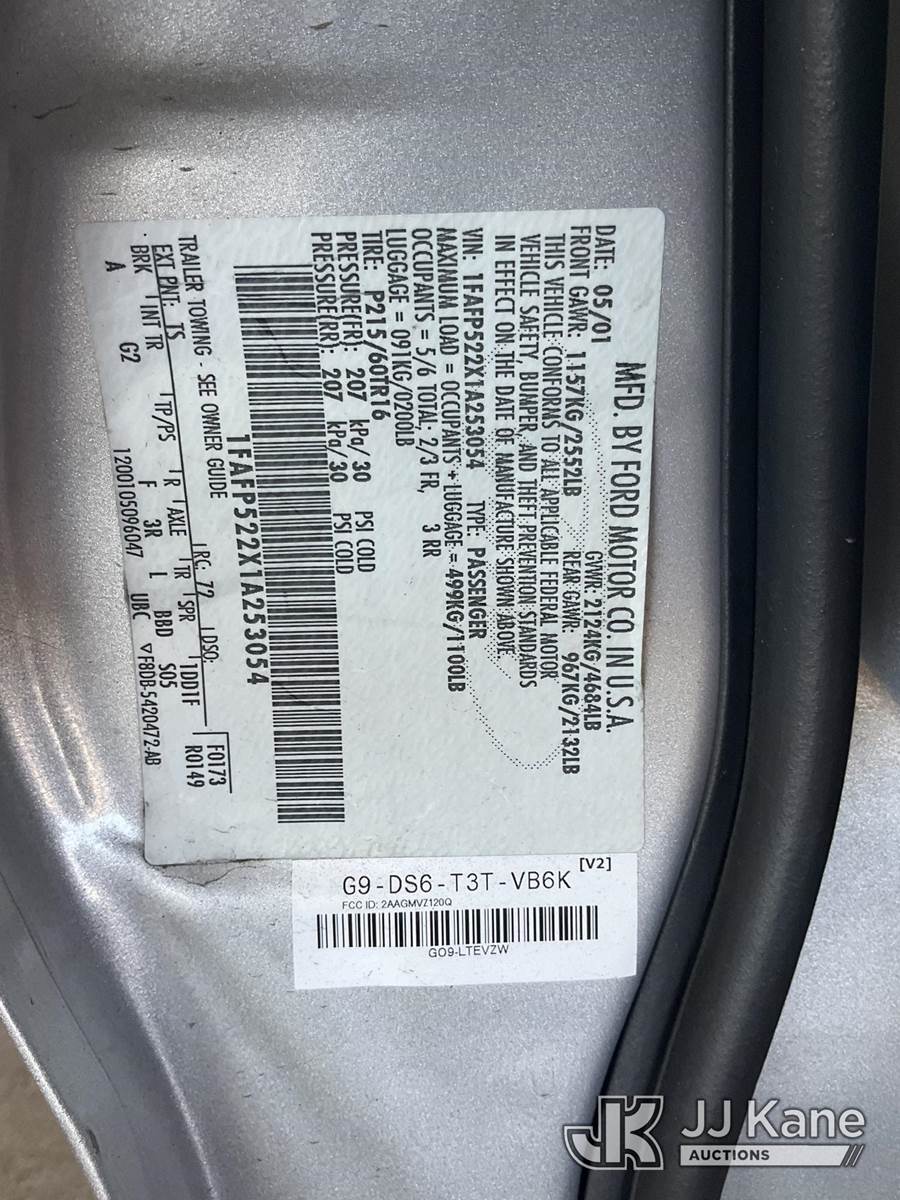 MFD. BY FORD MOTOR CO. IN U.S.A.
DATE: 05/01 GVWR: 2124KG/4684LB
FRONT GAWR: 1157KG/2552LB REAR GAWR: 967KG/2132LB
THIS VEHICLE CONFORMS TO ALL APPLICABLE FEDERAL MOTOR
VEHICLE SAFETY, BUMPER, AND THEFT PREVENTION STANDARDS
IN EFFECT ON THE DATE OF MANUFACTURE SHOWN ABOVE.
VIN: 1FAFP522X1A253054 TYPE: PASSENGER
MAXIMUM LOAD = OCCUPANTS + LUGGAGE = 499KG/1100LB
OCCUPANTS = 5/6 TOTAL, 2/3 FR, 3 RR
LUGGAGE = 091KG/0200LB
TIRE: P215/60TR16
PRESSURE(FR): 207 kPa/30 PSI COLD
PRESSURE(RR): 207 kPa/30 PSI COLD
1FAFP522X1A253054
TRAILER TOWING - SEE OWNER GUIDE
EXT PNT: TS RC: 72 DSO: F0173
BRK INT TR TP/PS R AXLE TR SPR 1DD1F R0149
A G2 F 3R I BBD S05
1200105096047 UBC ▽F8DB-5420472-AB
[V2]
G9-DS6-T3T-VB6K
FCC ID: 2AAGMVZ120Q
GO9-LTEVZW
JK JJ Kane
AUCTIONS